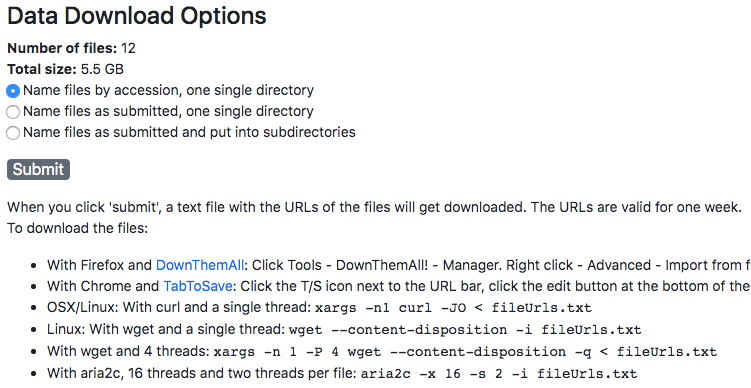 Data Download Options
Number of files: 12
Total size: 5.5 GB
Name files by accession, one single directory
Name files as submitted, one single directory
Name files as submitted and put into subdirectories
Submit
When you click 'submit', a text file with the URLs of the files will get downloaded. The URLs are valid for one week.
To download the files:
• With Firefox and DownThemAll: Click Tools - DownThemAll! - Manager. Right click - Advanced - Import from f
• With Chrome and TabToSave: Click the T/S icon next to the URL bar, click the edit button at the bottom of the
• OSX/Linux: With curl and a single thread: xargs -n1 curl -JO < fileUrls.txt
• Linux: With wget and a single thread: wget --content-disposition -i fileUrls.txt
• With wget and 4 threads: xargs -n 1 -P 4 wget --content-disposition -q < fileUrls.txt
• With aria2c, 16 threads and two threads per file: aria2c -x 16 -s 2 -i fileUrls.txt